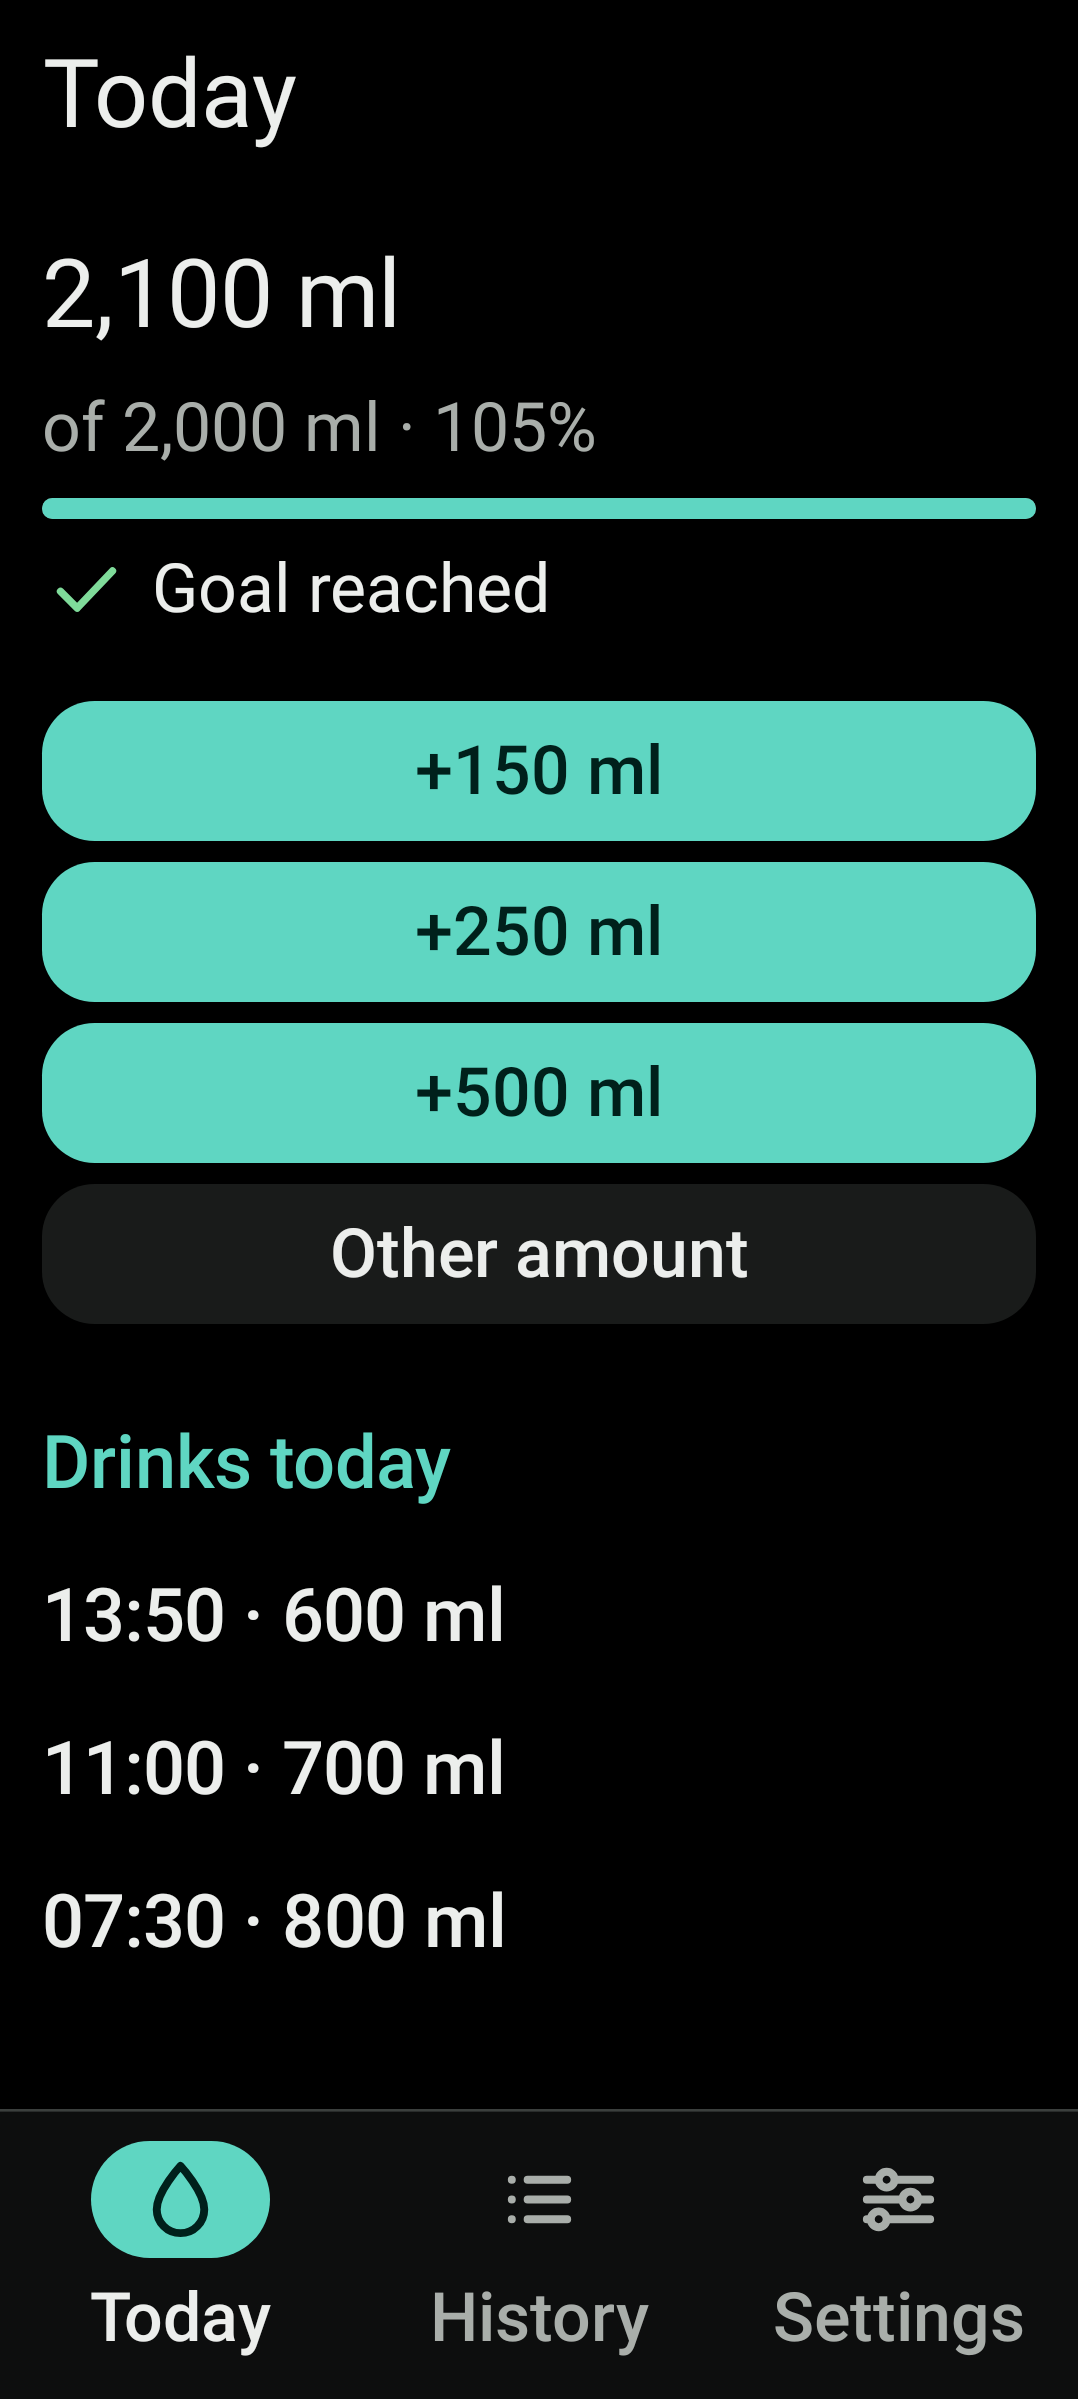 Today
2,100 ml
of 2,000 ml · 105%
Goal reached
+150 ml
+250 ml
+500 ml
Other amount
Drinks today
13:50 · 600 ml
11:00 · 700 ml
07:30 · 800 ml
Today
History
Settings